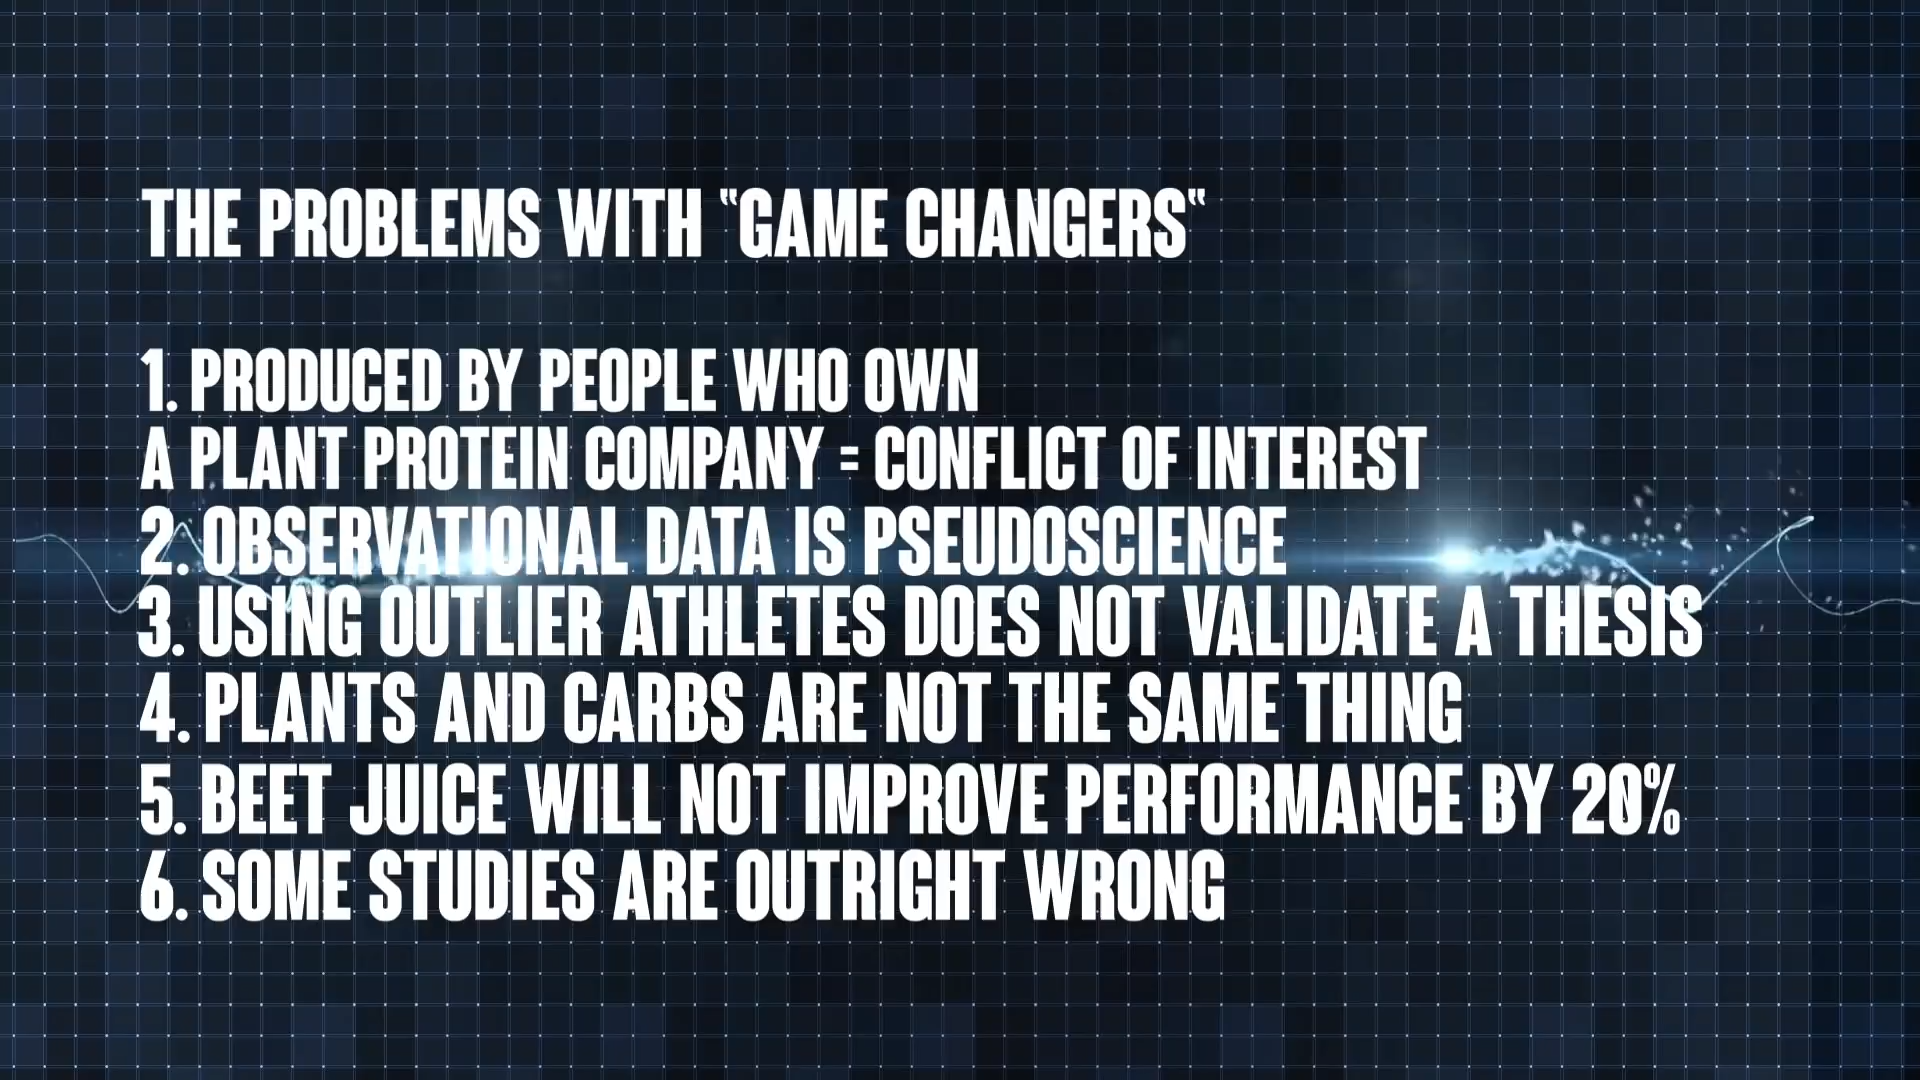 THE PROBLEMS WITH “GAME CHANGERS“
1. PRODUCED BY PEOPLE WHO OWN
A PLANT PROTEIN COMPANY = CONFLICT OF INTEREST
2. OBSERVATIONAL DATA IS PSEUDOSCIENCE
3. USING OUTLIER ATHLETES DOES NOT VALIDATE A THESIS
4. PLANTS AND CARBS ARE NOT THE SAME THING
5. BEET JUICE WILL NOT IMPROVE PERFORMANCE BY 20%
6. SOME STUDIES ARE OUTRIGHT WRONG